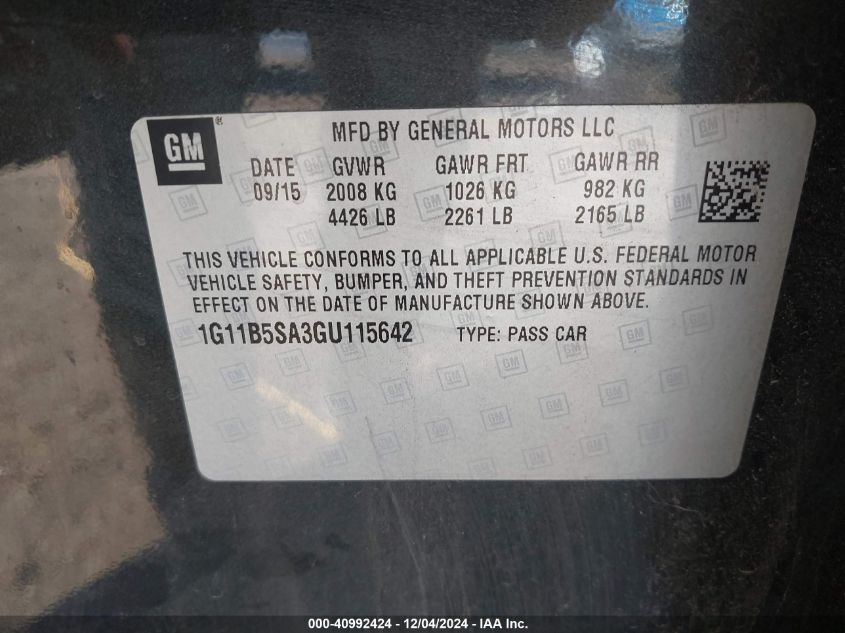 GM
MFD BY GENERAL MOTORS LLC
DATE GVWR GAWR FRT GAWR RR
09/15 2008 KG 1026 KG 982 KG
4426 LB 2261 LB 2165 LB
THIS VEHICLE CONFORMS TO ALL APPLICABLE U.S. FEDERAL MOTOR
VEHICLE SAFETY, BUMPER, AND THEFT PREVENTION STANDARDS IN
EFFECT ON THE DATE OF MANUFACTURE SHOWN ABOVE.
1G11B5SA3GU115642 TYPE: PASS CAR
000-40992424 - 12/04/2024 - IAA Inc.